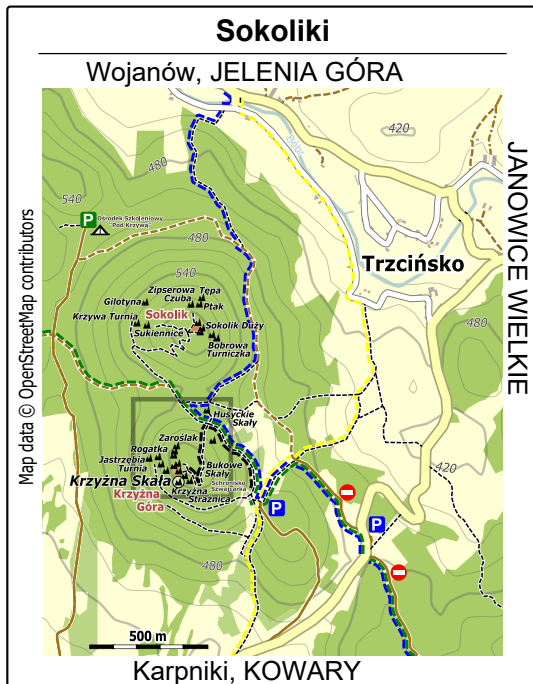 Sokoliki
Wojanów, JELENIA GÓRA
420
480
Bóbr
JANOWICE WIELKIE
540
P
Ośrodek Szkoleniowy
"Pod Krzywą"
480
Trzcińsko
540
Zipserowa
Tępa
Gilotyna
Czuba
Ptak
Krzywa Turnia
Sokolik
Sukiennice
Sokolik Duży
Bobrowa
Turniczka
480
Map data © OpenStreetMap contributors
Husyckie
Skały
Zaroślak
Rogatka
Jastrzębia
Turnia
Bukowe
Skały
Krzyżna Skała
Schronisko
Szwajcarka
Krzyżna
Strażnica
Krzyżna
Góra
420
P
P
480
500 m
Karpniki, KOWARY